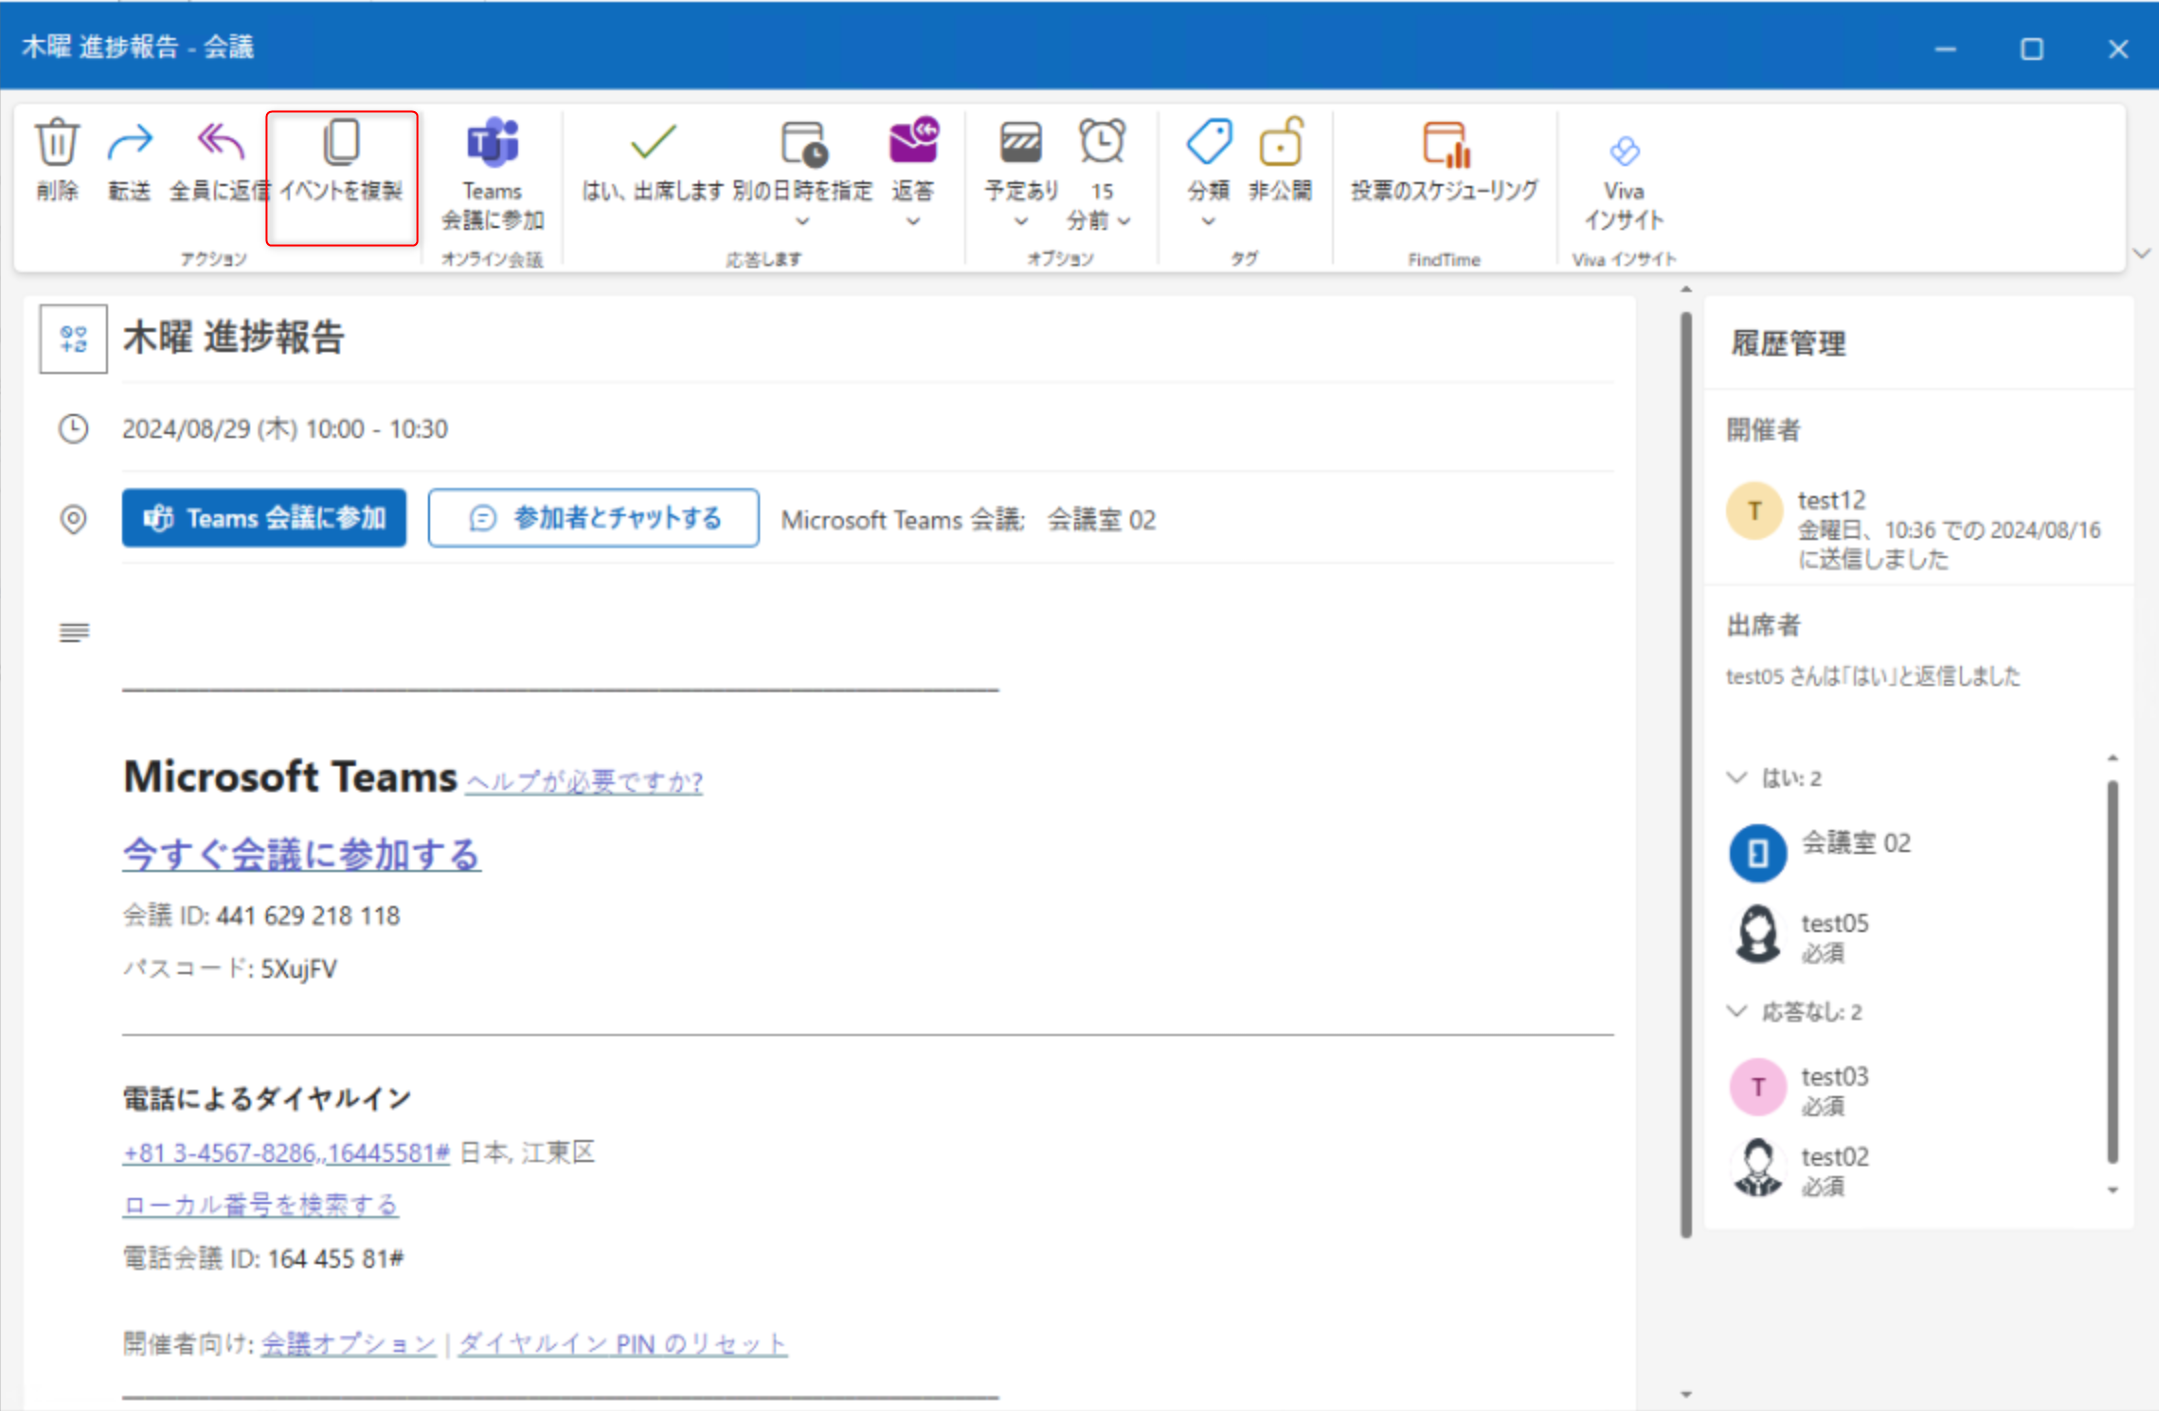 木曜 進捗報告 - 会議
削除 転送 全員に返信 イベントを複製
アクション
Teams
会議に参加
オンライン会議
はい、出席します 別の日時を指定 返答
応答します
予定あり 15
分前
オプション
分類 非公開
タグ
投票のスケジューリング
FindTime
Viva
インサイト
Viva インサイト
木曜 進捗報告
2024/08/29 (木) 10:00 - 10:30
Teams 会議に参加 参加者とチャットする Microsoft Teams 会議; 会議室 02
Microsoft Teams ヘルプが必要ですか?
今すぐ会議に参加する
会議 ID: 441 629 218 118
パスコード: 5XujFV
電話によるダイヤルイン
+81 3-4567-8286,,16445581# 日本, 江東区
ローカル番号を検索する
電話会議 ID: 164 455 81#
開催者向け: 会議オプション | ダイヤルイン PIN のリセット
履歴管理
開催者
T test12
金曜日、10:36 での 2024/08/16
に送信しました
出席者
test05 さんは「はい」と返信しました
はい: 2
会議室 02
test05
必須
応答なし: 2
T test03
必須
test02
必須